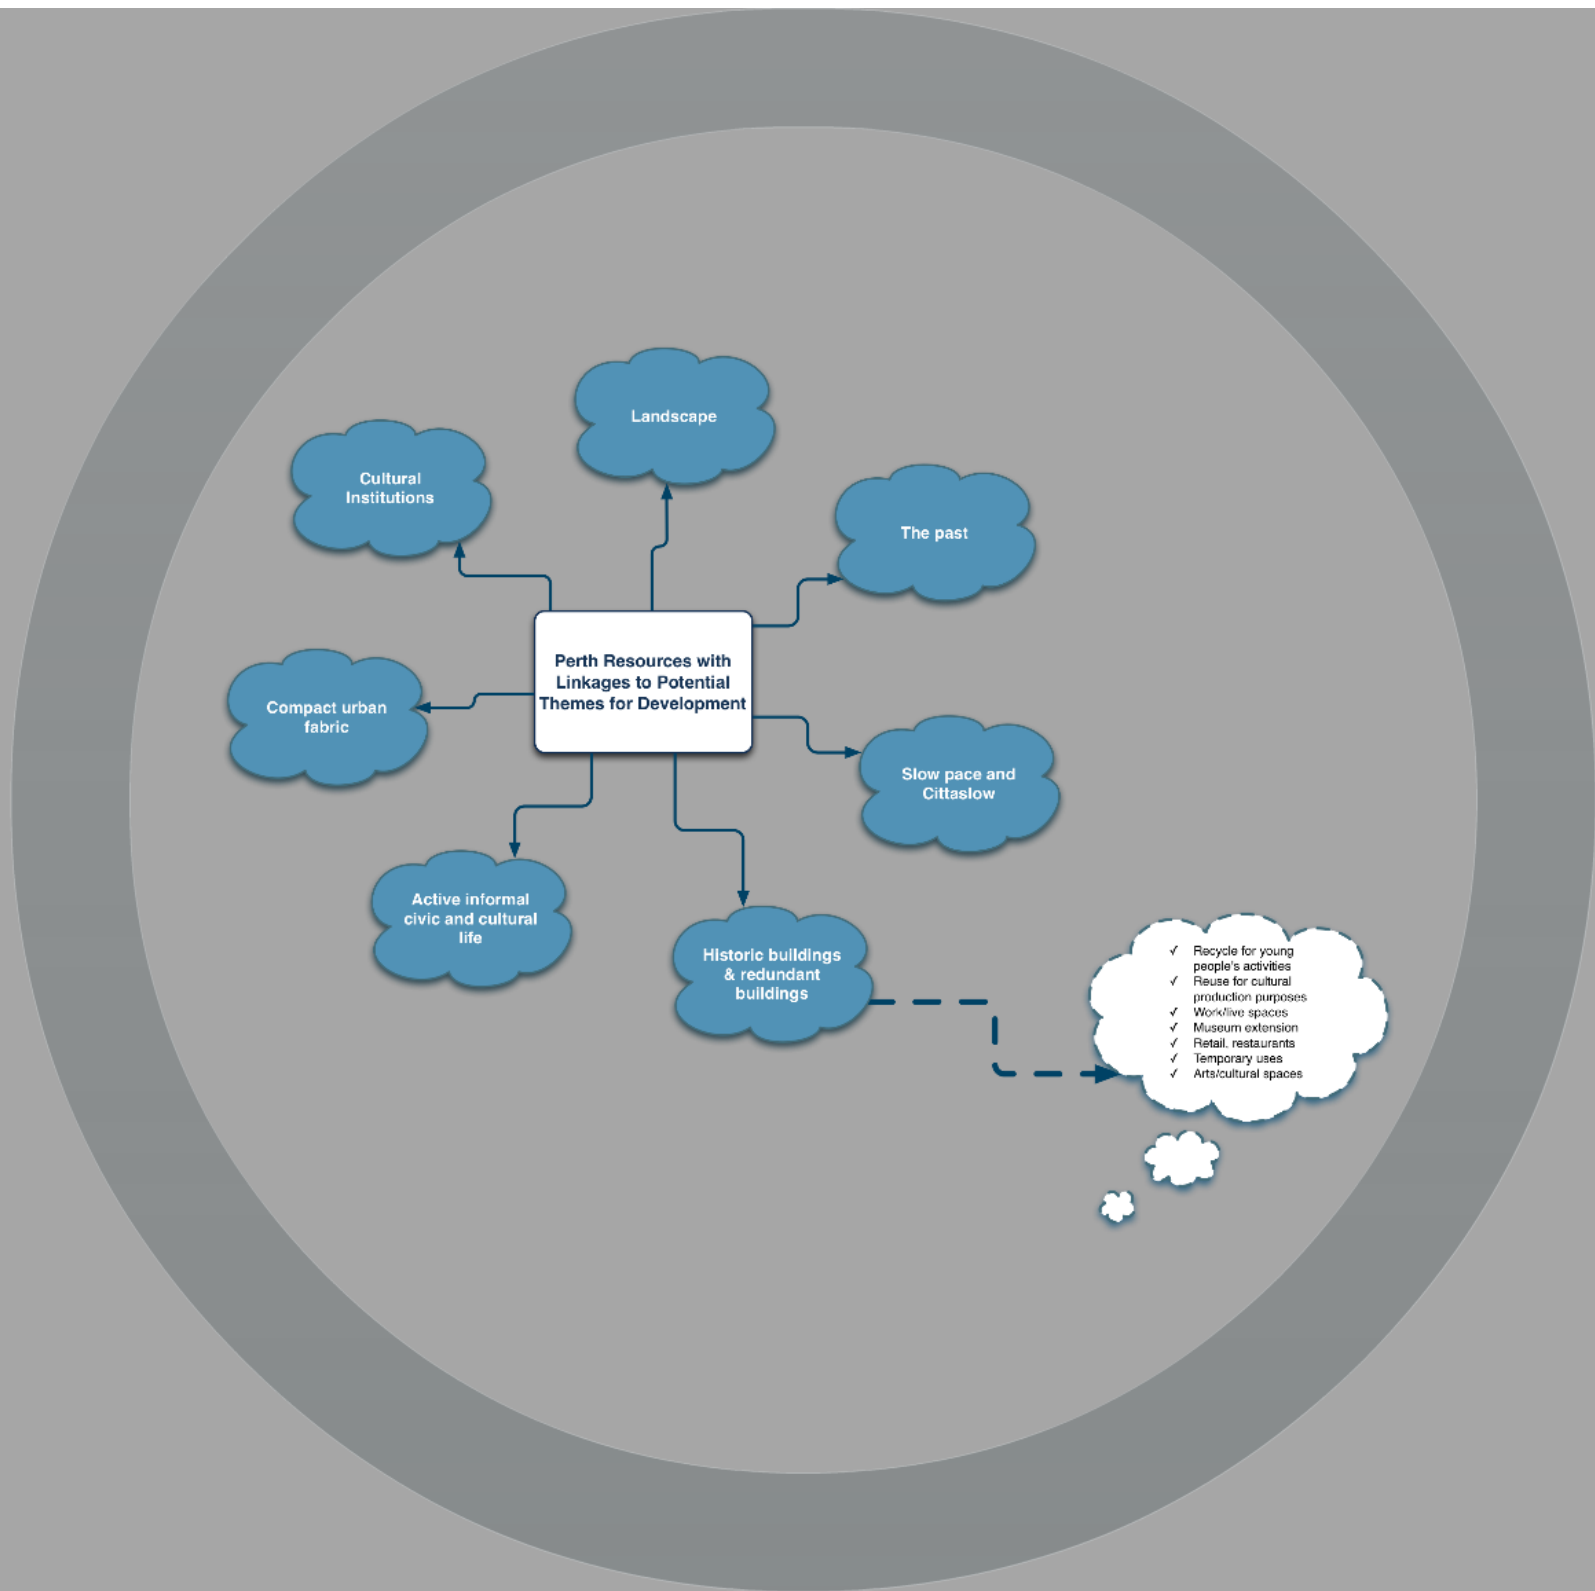 Landscape
Cultural
Institutions
The past
Perth Resources with
Linkages to Potential
Themes for Development
Compact urban
fabric
Slow pace and
Cittaslow
Active informal
civic and cultural
life
Historic buildings
& redundant
buildings
✓ Recycle for young
people's activities
✓ Reuse for cultural
production purposes
✓ Work/live spaces
✓ Museum extension
✓ Retail, restaurants
✓ Temporary uses
✓ Arts/cultural spaces